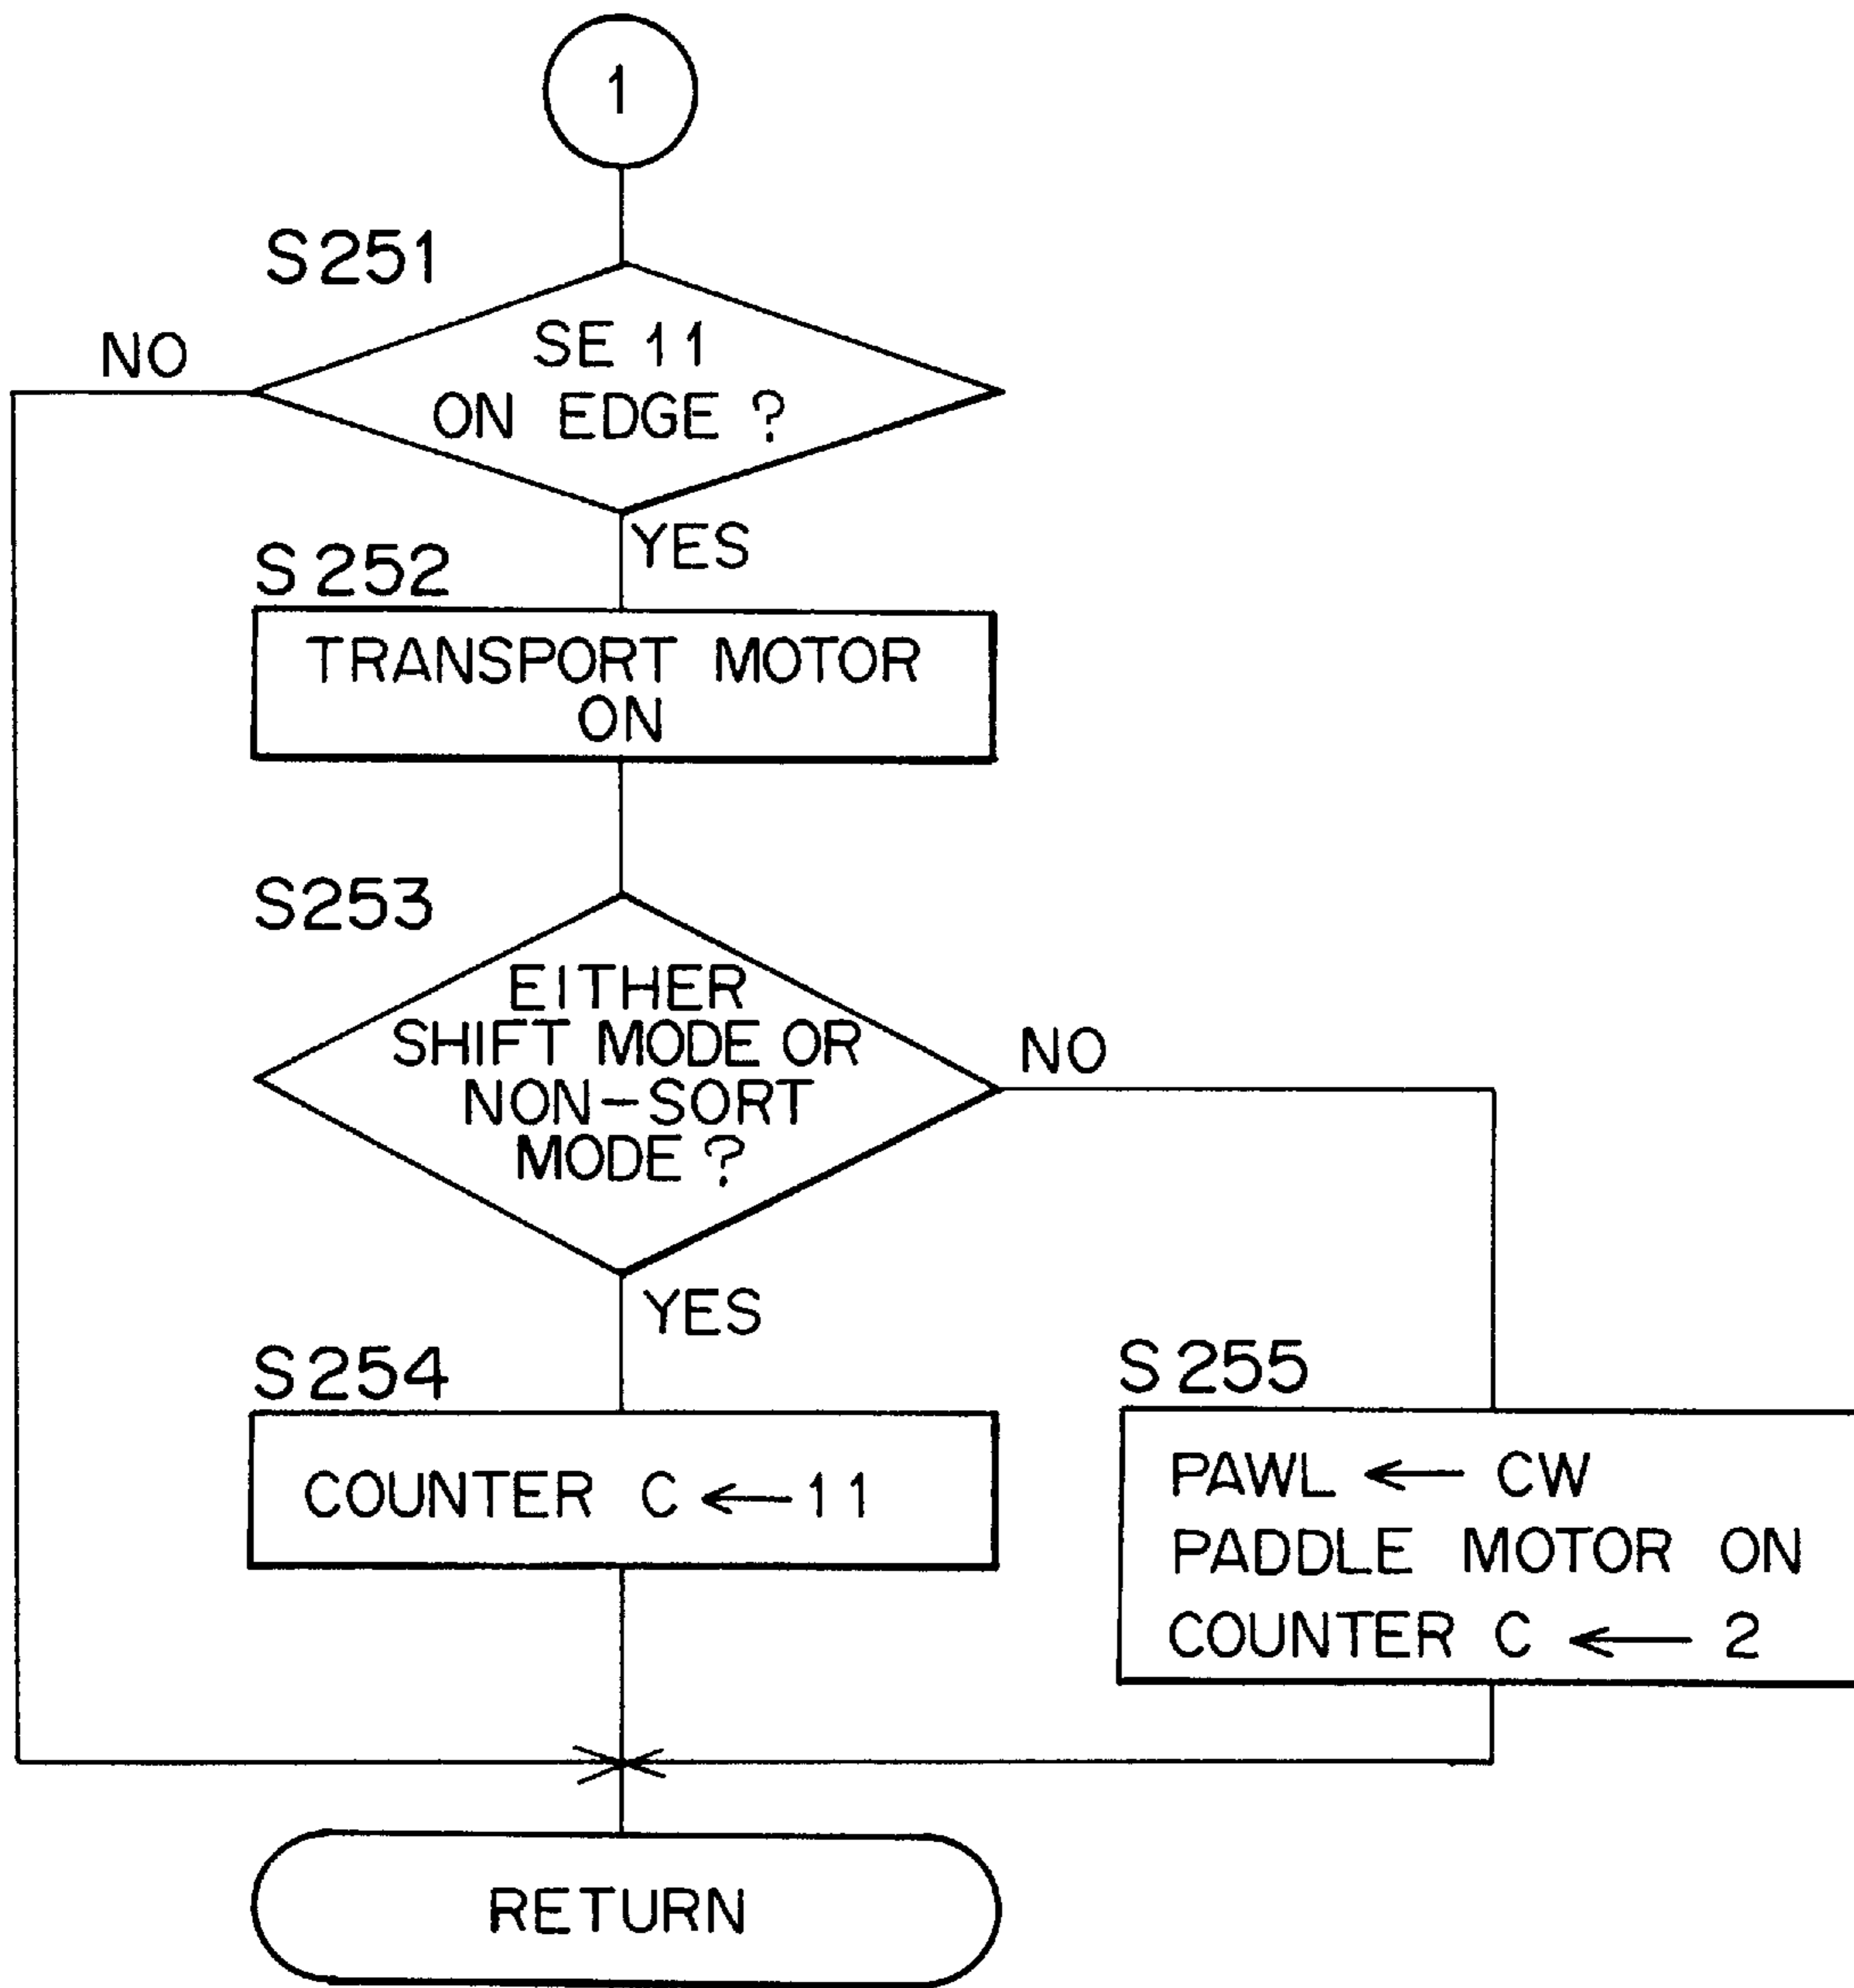 1
S251
NO
SE 11
ON EDGE ?
YES
S252
TRANSPORT MOTOR
ON
S253
EITHER
SHIFT MODE OR
NON-SORT
MODE ?
NO
YES
S254
COUNTER C ← 11
S255
PAWL ← CW
PADDLE MOTOR ON
COUNTER C ← 2
RETURN